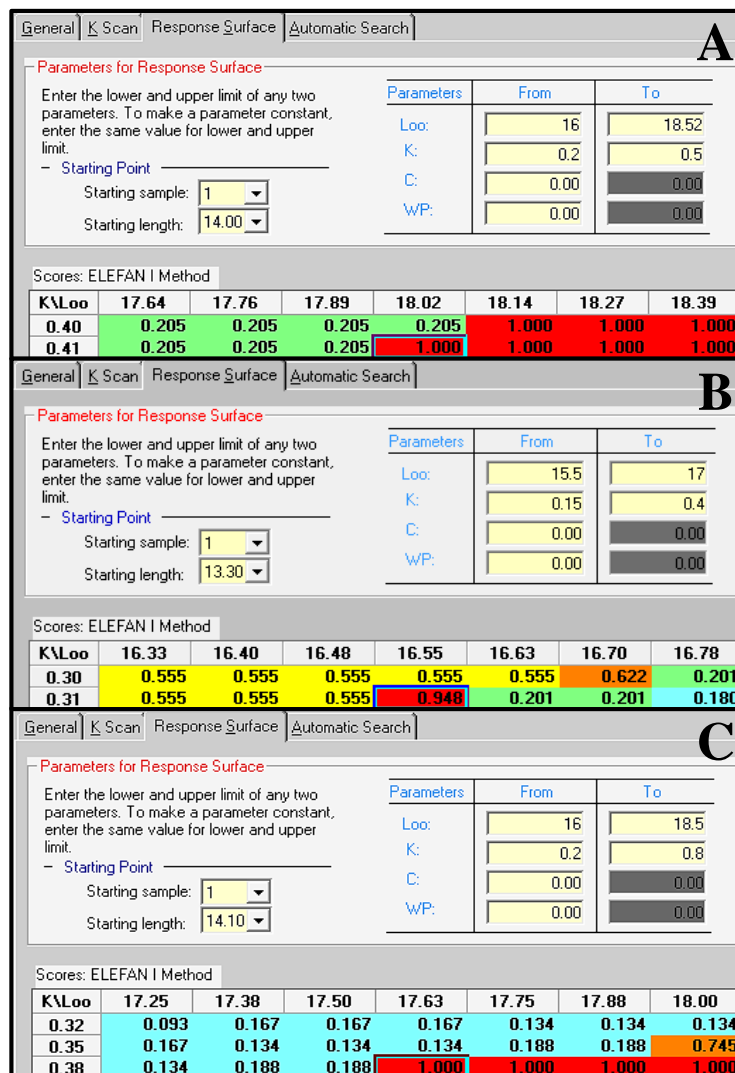 General K Scan Response Surface Automatic Search
A
Parameters for Response Surface
Enter the lower and upper limit of any two
parameters. To make a parameter constant,
enter the same value for lower and upper
limit.
Starting Point
Starting sample: 1
Starting length: 14.00
Parameters From To
Loo: 16 18.52
K: 0.2 0.5
C: 0.00 0.00
WP: 0.00 0.00
Scores: ELEFAN I Method
K\Loo 17.64 17.76 17.89 18.02 18.14 18.27 18.39
0.40 0.205 0.205 0.205 0.205 1.000 1.000 1.000
0.41 0.205 0.205 0.205 1.000 1.000 1.000 1.000
General K Scan Response Surface Automatic Search
B
Parameters for Response Surface
Enter the lower and upper limit of any two
parameters. To make a parameter constant,
enter the same value for lower and upper
limit.
Starting Point
Starting sample: 1
Starting length: 13.30
Parameters From To
Loo: 15.5 17
K: 0.15 0.4
C: 0.00 0.00
WP: 0.00 0.00
Scores: ELEFAN I Method
K\Loo 16.33 16.40 16.48 16.55 16.63 16.70 16.78
0.30 0.555 0.555 0.555 0.555 0.555 0.622 0.201
0.31 0.555 0.555 0.555 0.948 0.201 0.201 0.180
General K Scan Response Surface Automatic Search
C
Parameters for Response Surface
Enter the lower and upper limit of any two
parameters. To make a parameter constant,
enter the same value for lower and upper
limit.
Starting Point
Starting sample: 1
Starting length: 14.10
Parameters From To
Loo: 16 18.5
K: 0.2 0.8
C: 0.00 0.00
WP: 0.00 0.00
Scores: ELEFAN I Method
K\Loo 17.25 17.38 17.50 17.63 17.75 17.88 18.00
0.32 0.093 0.167 0.167 0.167 0.134 0.134 0.134
0.35 0.167 0.134 0.134 0.134 0.188 0.188 0.745
0.38 0.134 0.188 0.188 1.000 1.000 1.000 1.000